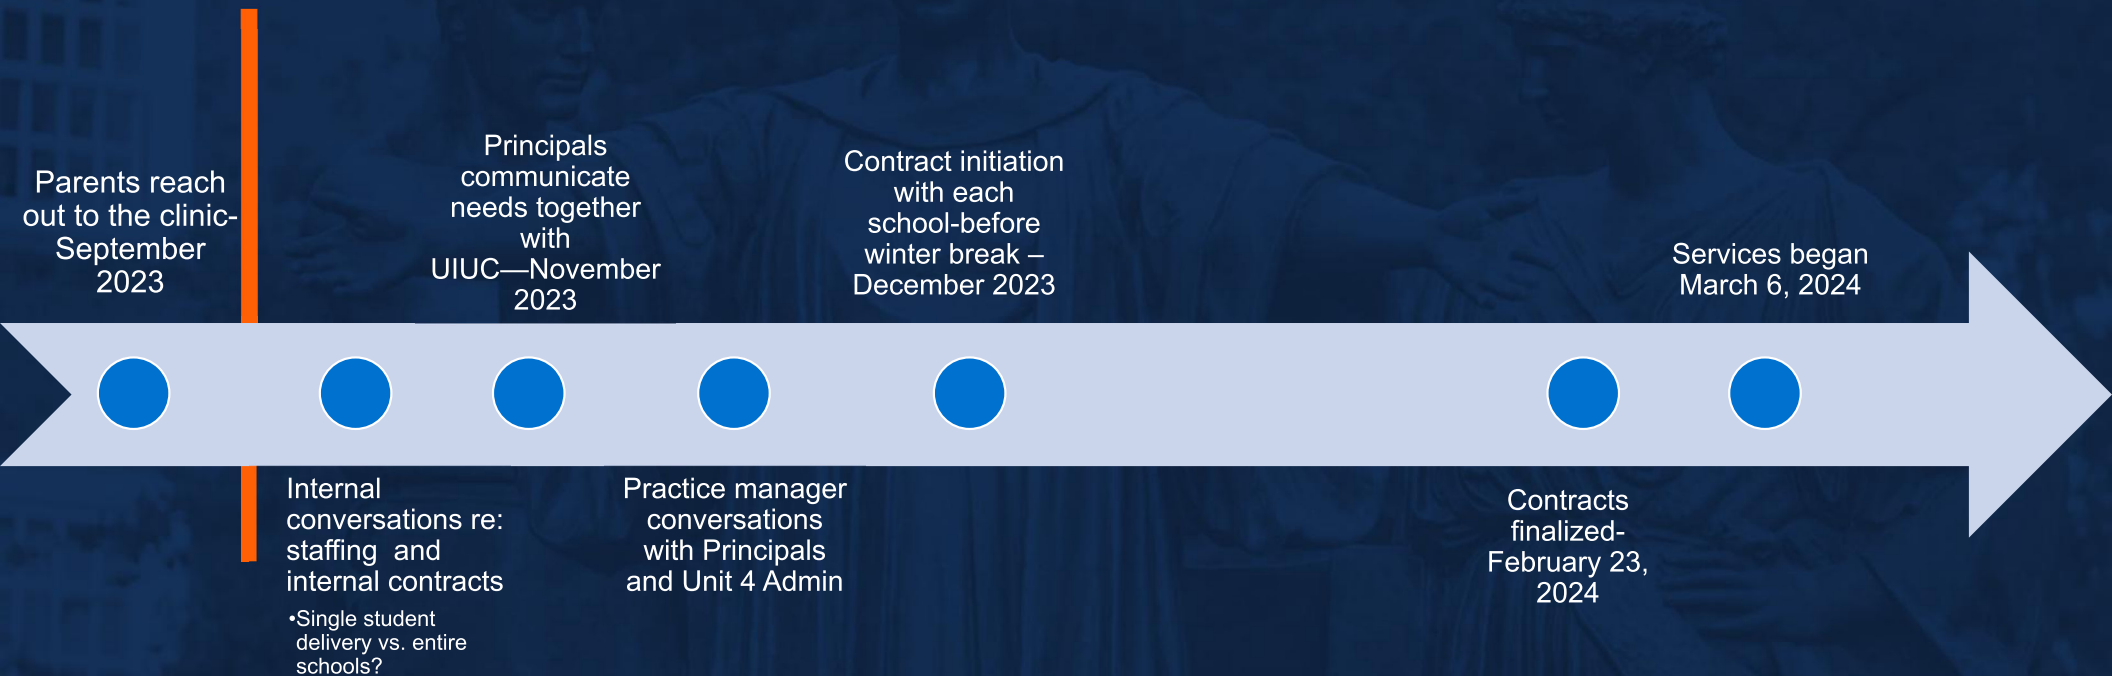 Parents reach
out to the clinic-
September
2023
Internal
conversations re:
staffing  and
internal contracts
•Single student
delivery vs. entire
schools?
Principals
communicate
needs together
with
UIUC—November
2023
Practice manager
conversations
with Principals
and Unit 4 Admin
Contract initiation
with each
school-before
winter break –
December 2023
Contracts
finalized-
February 23,
2024
Services began
March 6, 2024